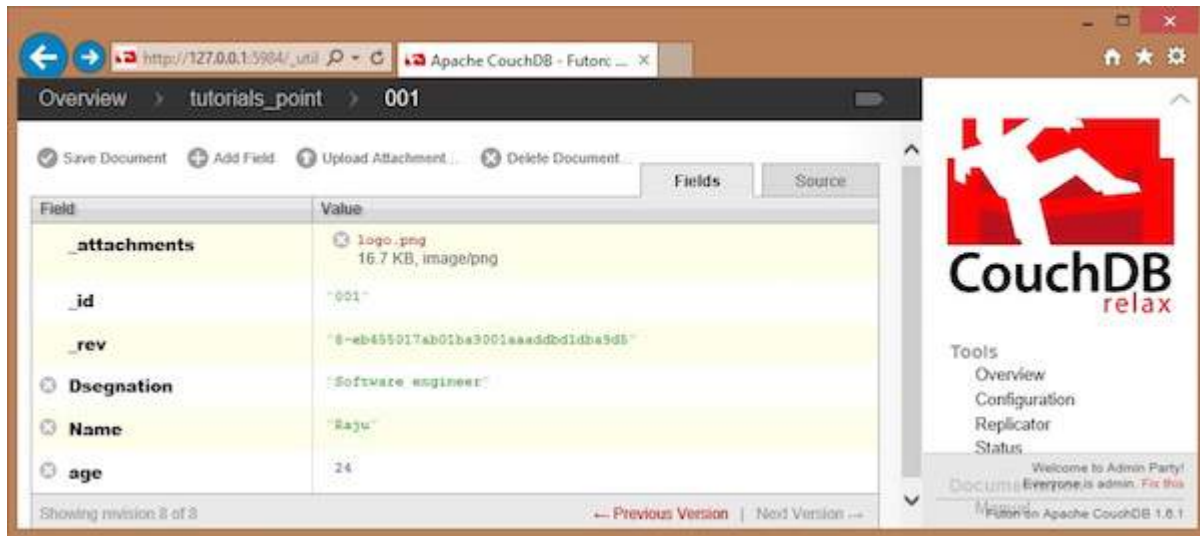 http://127.0.0.1:5984/_util
Apache CouchDB - Futon: ...
Overview > tutorials_point > 001
Save Document Add Field Upload Attachment... Delete Document...
Fields Source
Field Value
_attachments logo.png
16.7 KB, image/png
_id "001"
_rev
Dsegnation "Software engineer"
Name "Raju"
age 24
Showing revision 8 of 8 ← Previous Version | Next Version →
CouchDB
relax
Tools
Overview
Configuration
Replicator
Status
Welcome to Admin Party!
Everyone is admin. Fix this
Futon on Apache CouchDB 1.6.1